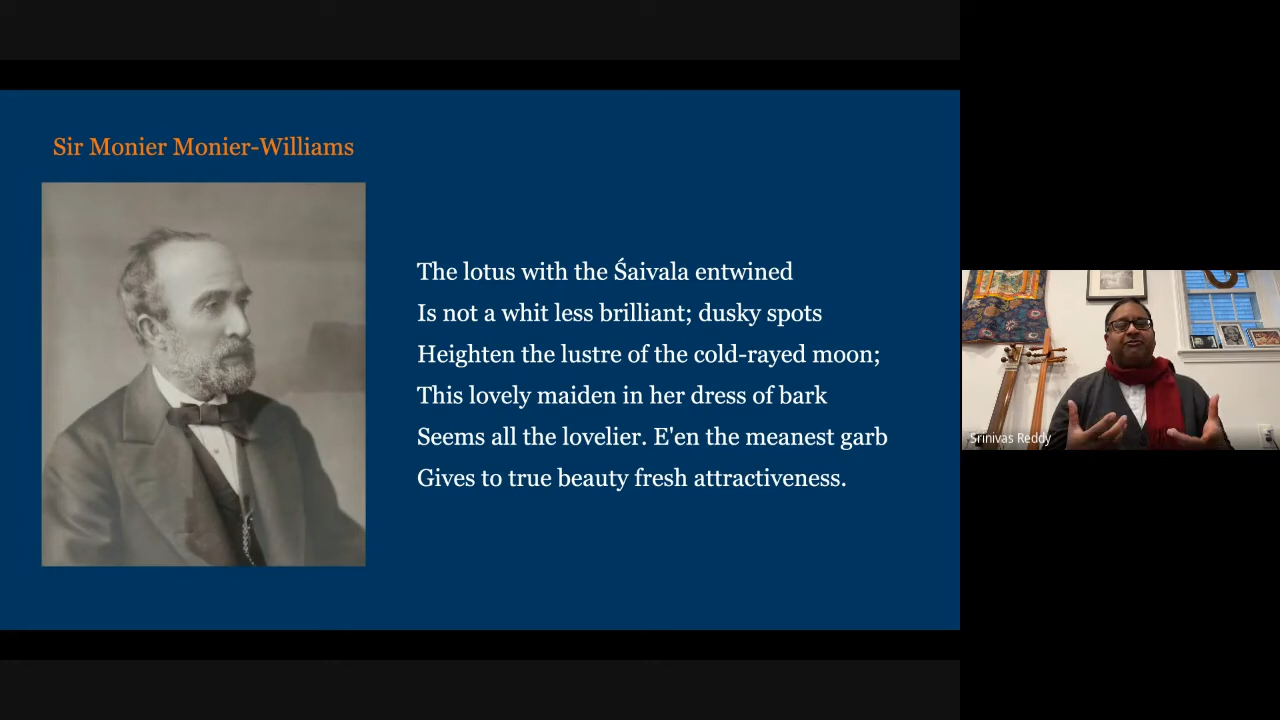 Sir Monier Monier-Williams
The lotus with the Śaivala entwined
Is not a whit less brilliant; dusky spots
Heighten the lustre of the cold-rayed moon;
This lovely maiden in her dress of bark
Seems all the lovelier. E'en the meanest garb
Gives to true beauty fresh attractiveness.
Srinivas Reddy